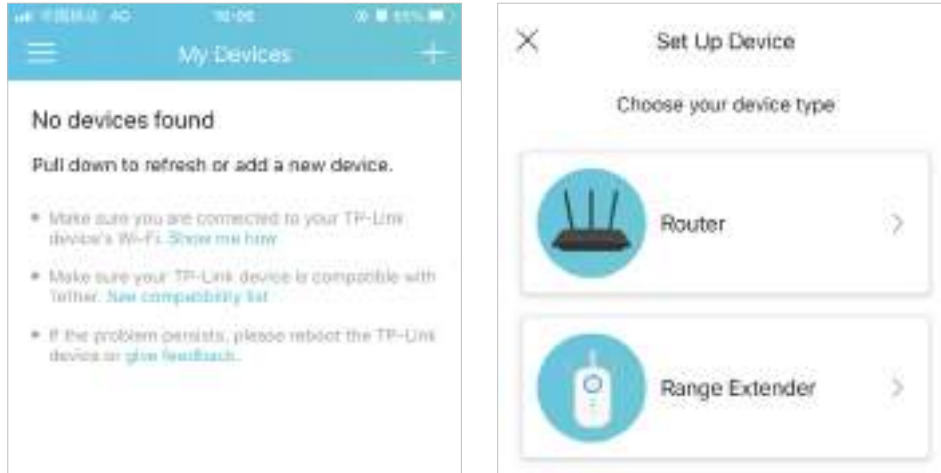 4G
My Devices
No devices found
Pull down to refresh or add a new device.
Make sure you are connected to your TP-Link
device's Wi-Fi. Show me how
Make sure your TP-Link device is compatible with
Tether. See compatibility list
If the problem persists, please reboot the TP-Link
device or give feedback.
Set Up Device
Choose your device type
Router
Range Extender